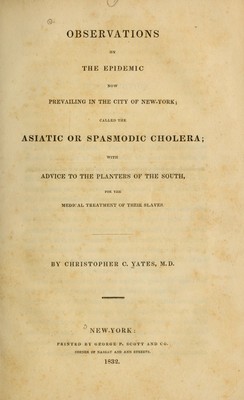 OBSERVATIONS
ON
THE EPIDEMIC
NOW
PREVAILING IN THE CITY OF NEW-YORK;
CALLED THE
ASIATIC OR SPASMODIC CHOLERA;
WITH
ADVICE TO THE PLANTERS OF THE SOUTH,
FOR THE
MEDICAL TREATMENT OF THEIR SLAVES.
BY CHRISTOPHER C. YATES, M.D.
NEW-YORK:
PRINTED BY GEORGE P. SCOTT AND CO.
CORNER OF NASSAU AND ANN STREETS.
1832.